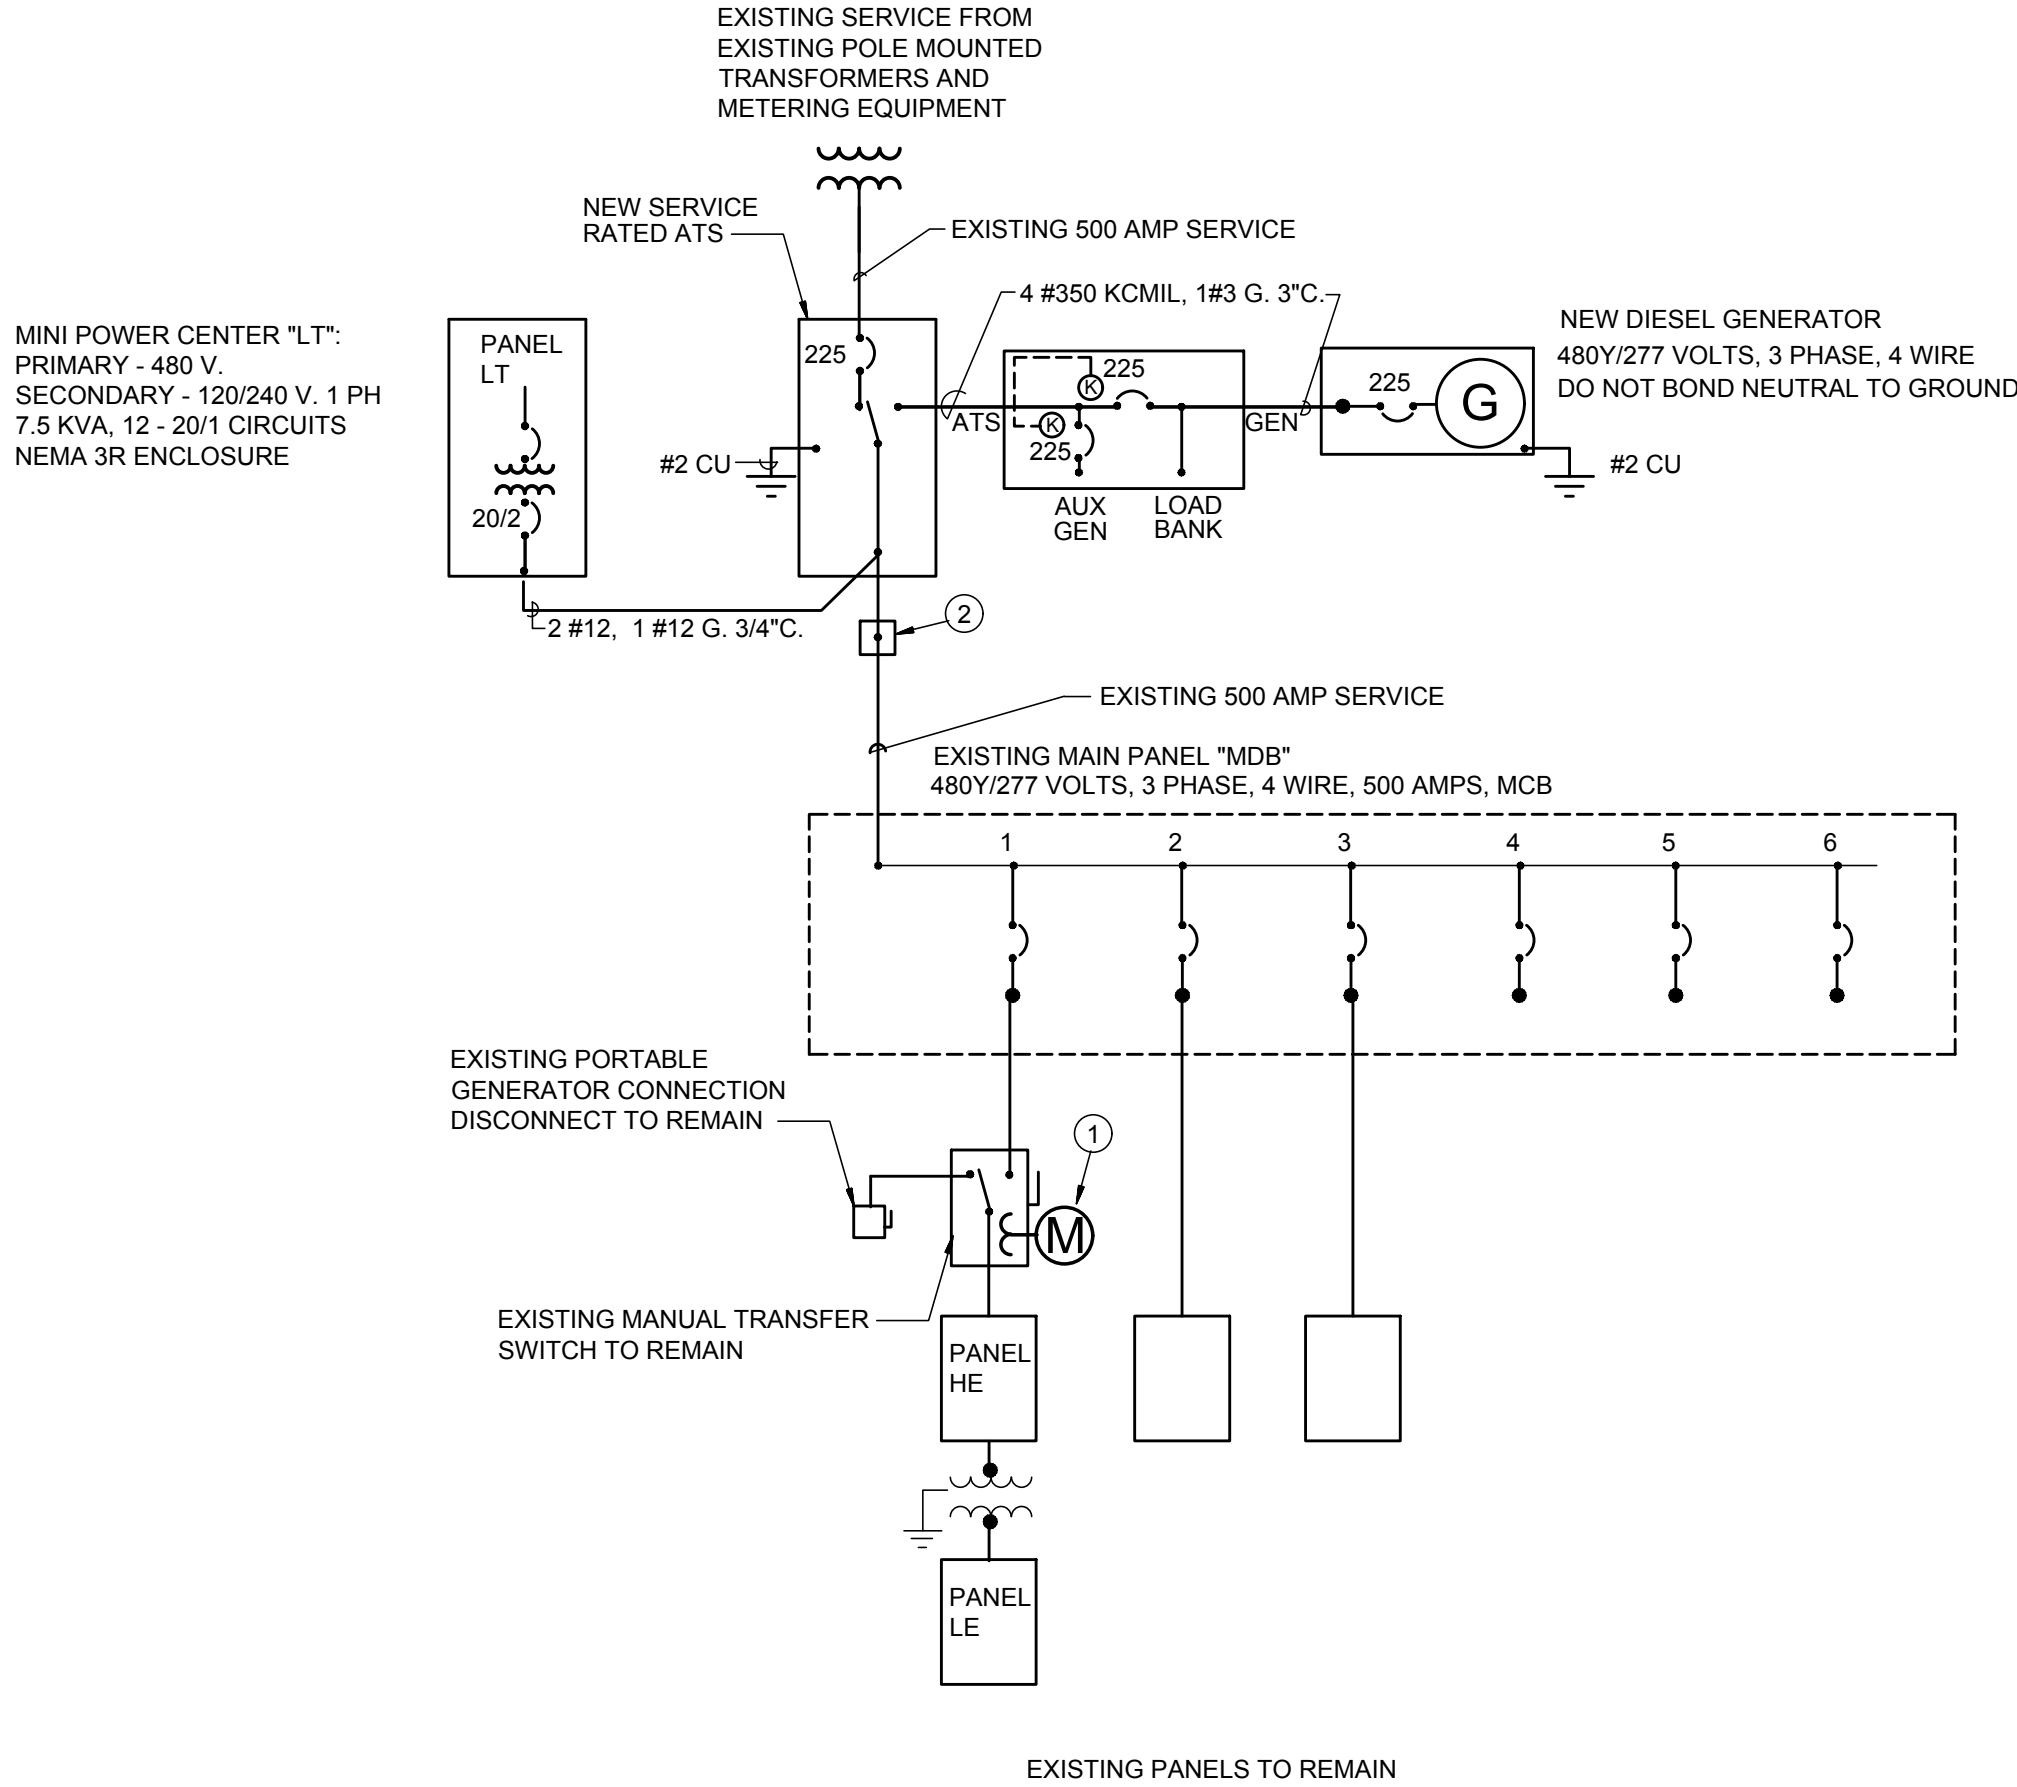 EXISTING SERVICE FROM
EXISTING POLE MOUNTED
TRANSFORMERS AND
METERING EQUIPMENT
NEW SERVICE
RATED ATS
EXISTING 500 AMP SERVICE
4 #350 KCMIL, 1#3 G. 3"C.
MINI POWER CENTER "LT":
PRIMARY - 480 V.
SECONDARY - 120/240 V. 1 PH
7.5 KVA, 12 - 20/1 CIRCUITS
NEMA 3R ENCLOSURE
PANEL
LT
20/2
225
#2 CU
ATS
K
225
K
225
GEN
AUX
GEN
LOAD
BANK
225
G
NEW DIESEL GENERATOR
480Y/277 VOLTS, 3 PHASE, 4 WIRE
DO NOT BOND NEUTRAL TO GROUND
#2 CU
2 #12, 1 #12 G. 3/4"C.
2
EXISTING 500 AMP SERVICE
EXISTING MAIN PANEL "MDB"
480Y/277 VOLTS, 3 PHASE, 4 WIRE, 500 AMPS, MCB
1
2
3
4
5
6
EXISTING PORTABLE
GENERATOR CONNECTION
DISCONNECT TO REMAIN
1
M
EXISTING MANUAL TRANSFER
SWITCH TO REMAIN
PANEL
HE
PANEL
LE
EXISTING PANELS TO REMAIN